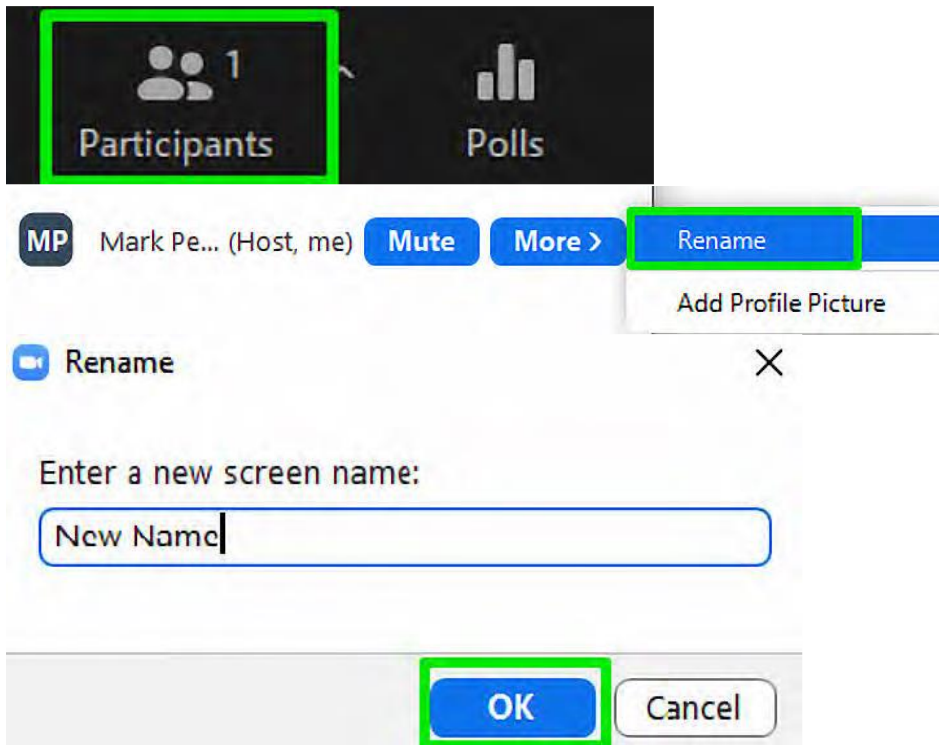 1
Participants
Polls
MP Mark Pe... (Host, me) Mute More > Rename
Add Profile Picture
Rename
Enter a new screen name:
New Name
OK Cancel